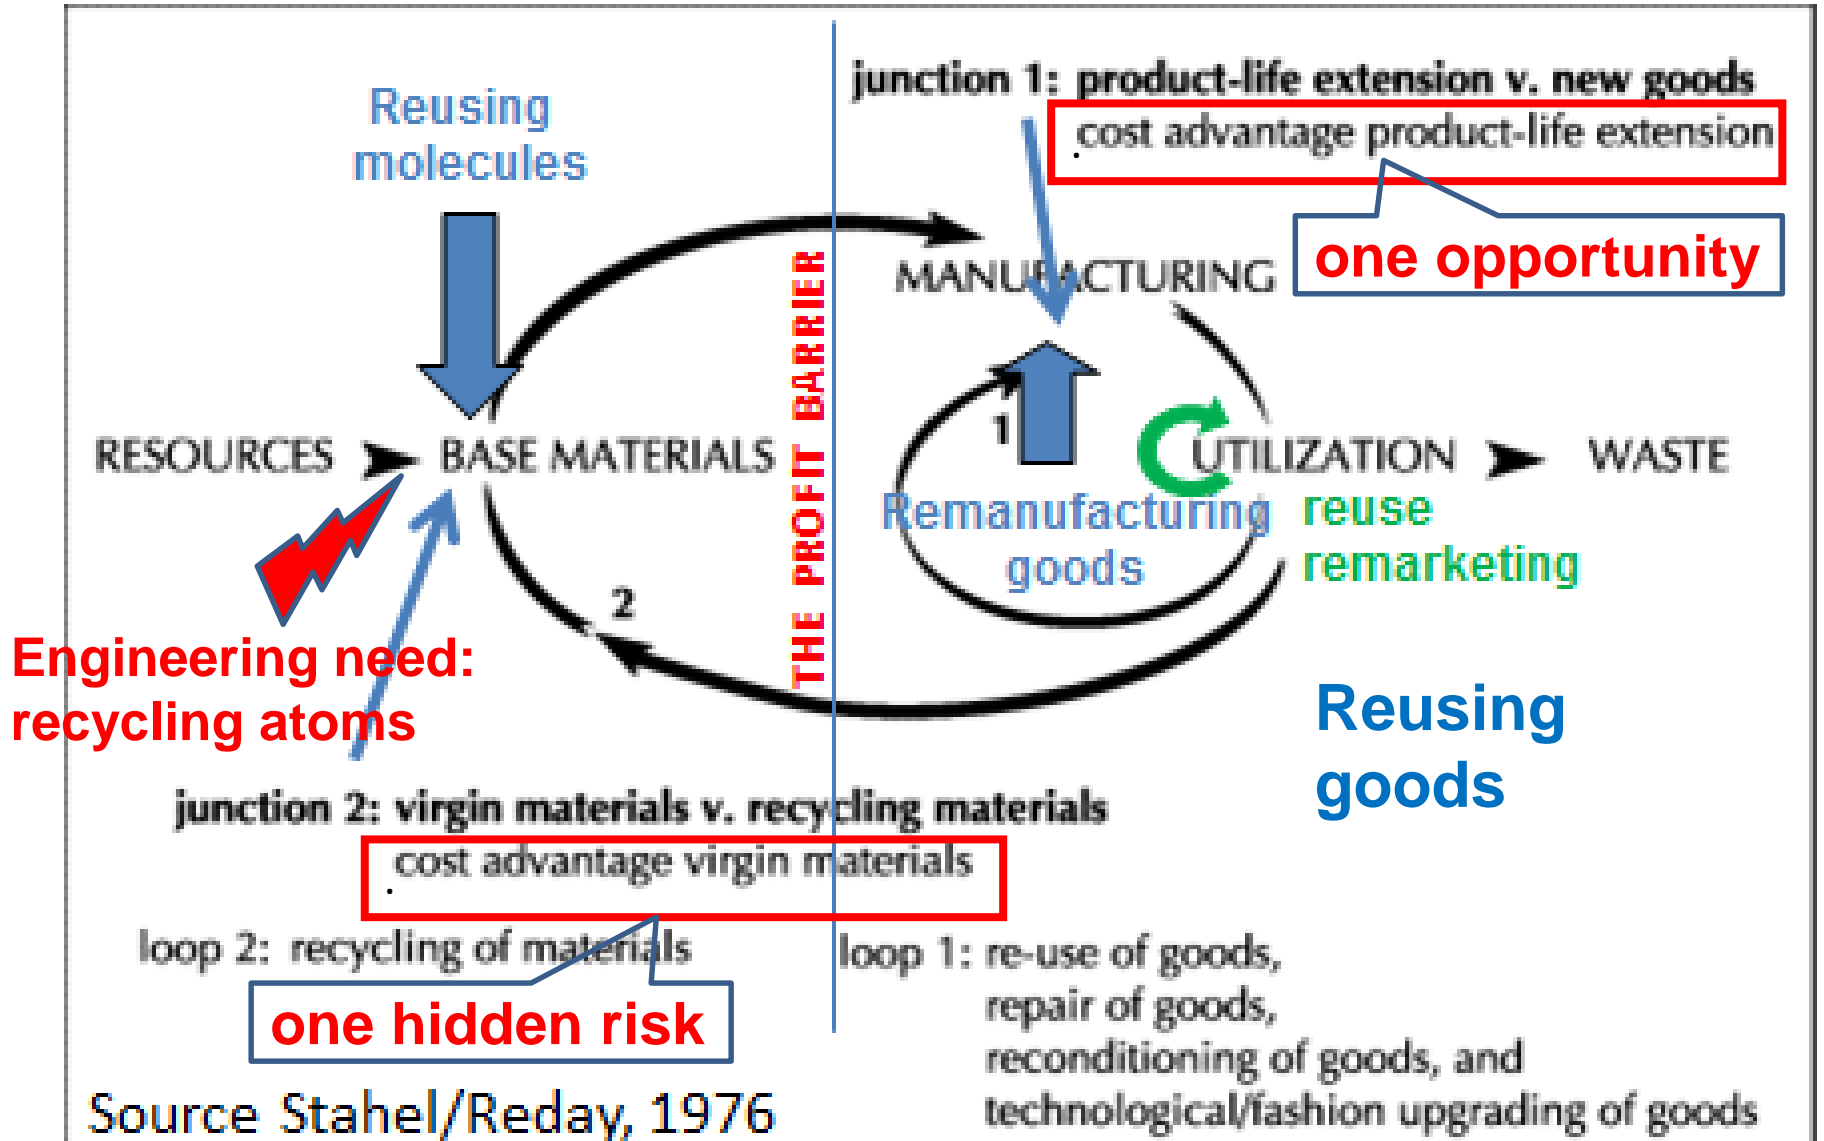 junction 1: product-life extension v. new goods
cost advantage product-life extension
Reusing
molecules
one opportunity
MANUFACTURING
THE PROFIT BARRIER
1
RESOURCES
BASE MATERIALS
UTILIZATION
WASTE
Remanufacturing
goods
reuse
remarketing
2
Engineering need:
recycling atoms
Reusing
goods
junction 2: virgin materials v. recycling materials
cost advantage virgin materials
loop 2: recycling of materials
one hidden risk
loop 1: re-use of goods,
repair of goods,
reconditioning of goods, and
technological/fashion upgrading of goods
Source Stahel/Reday, 1976